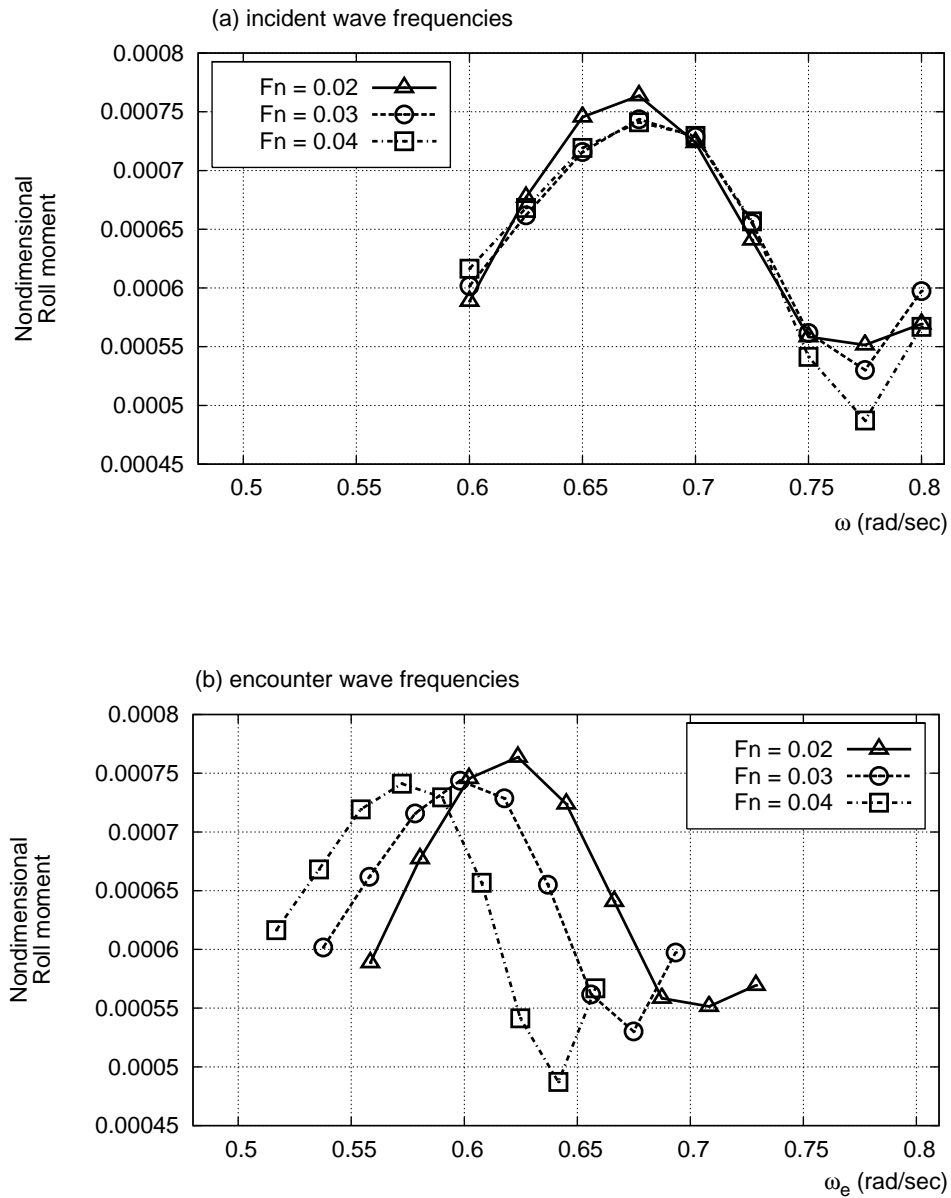 (a) incident wave frequencies
0.0008
0.00075
0.0007
0.00065
0.0006
0.00055
0.0005
0.00045
Nondimensional
Roll moment
Fn = 0.02
Fn = 0.03
Fn = 0.04
0.5 0.55 0.6 0.65 0.7 0.75 0.8
ω (rad/sec)
(b) encounter wave frequencies
0.0008
0.00075
0.0007
0.00065
0.0006
0.00055
0.0005
0.00045
Nondimensional
Roll moment
Fn = 0.02
Fn = 0.03
Fn = 0.04
0.5 0.55 0.6 0.65 0.7 0.75 0.8
ωe (rad/sec)